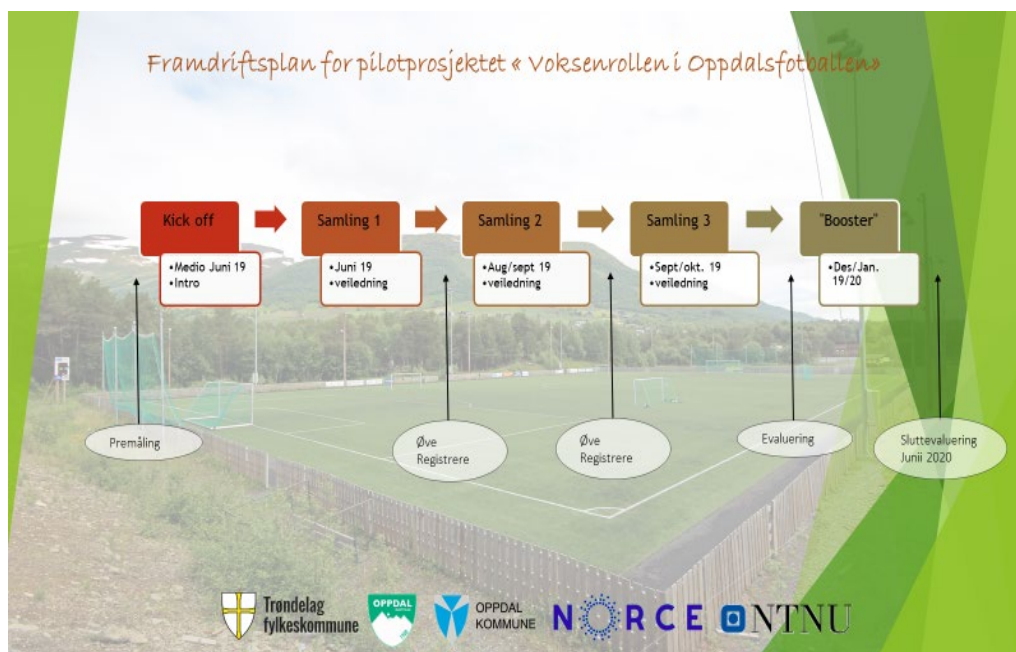 Framdriftsplan for pilotprosjektet « Voksenrollen i Oppdalsfotballen»
Kick off
•Medio Juni 19
•Intro
Samling 1
•Juni 19
•veiledning
Samling 2
•Aug/sept 19
•veiledning
Samling 3
•Sept/okt. 19
•veiledning
"Booster"
•Des/Jan.
19/20
Premåling
Øve
Registrere
Øve
Registrere
Evaluering
Sluttevaluering
Junii 2020
Trøndelag
fylkeskommune
OPPDAL
OPPDAL
KOMMUNE
NORCE
NTNU